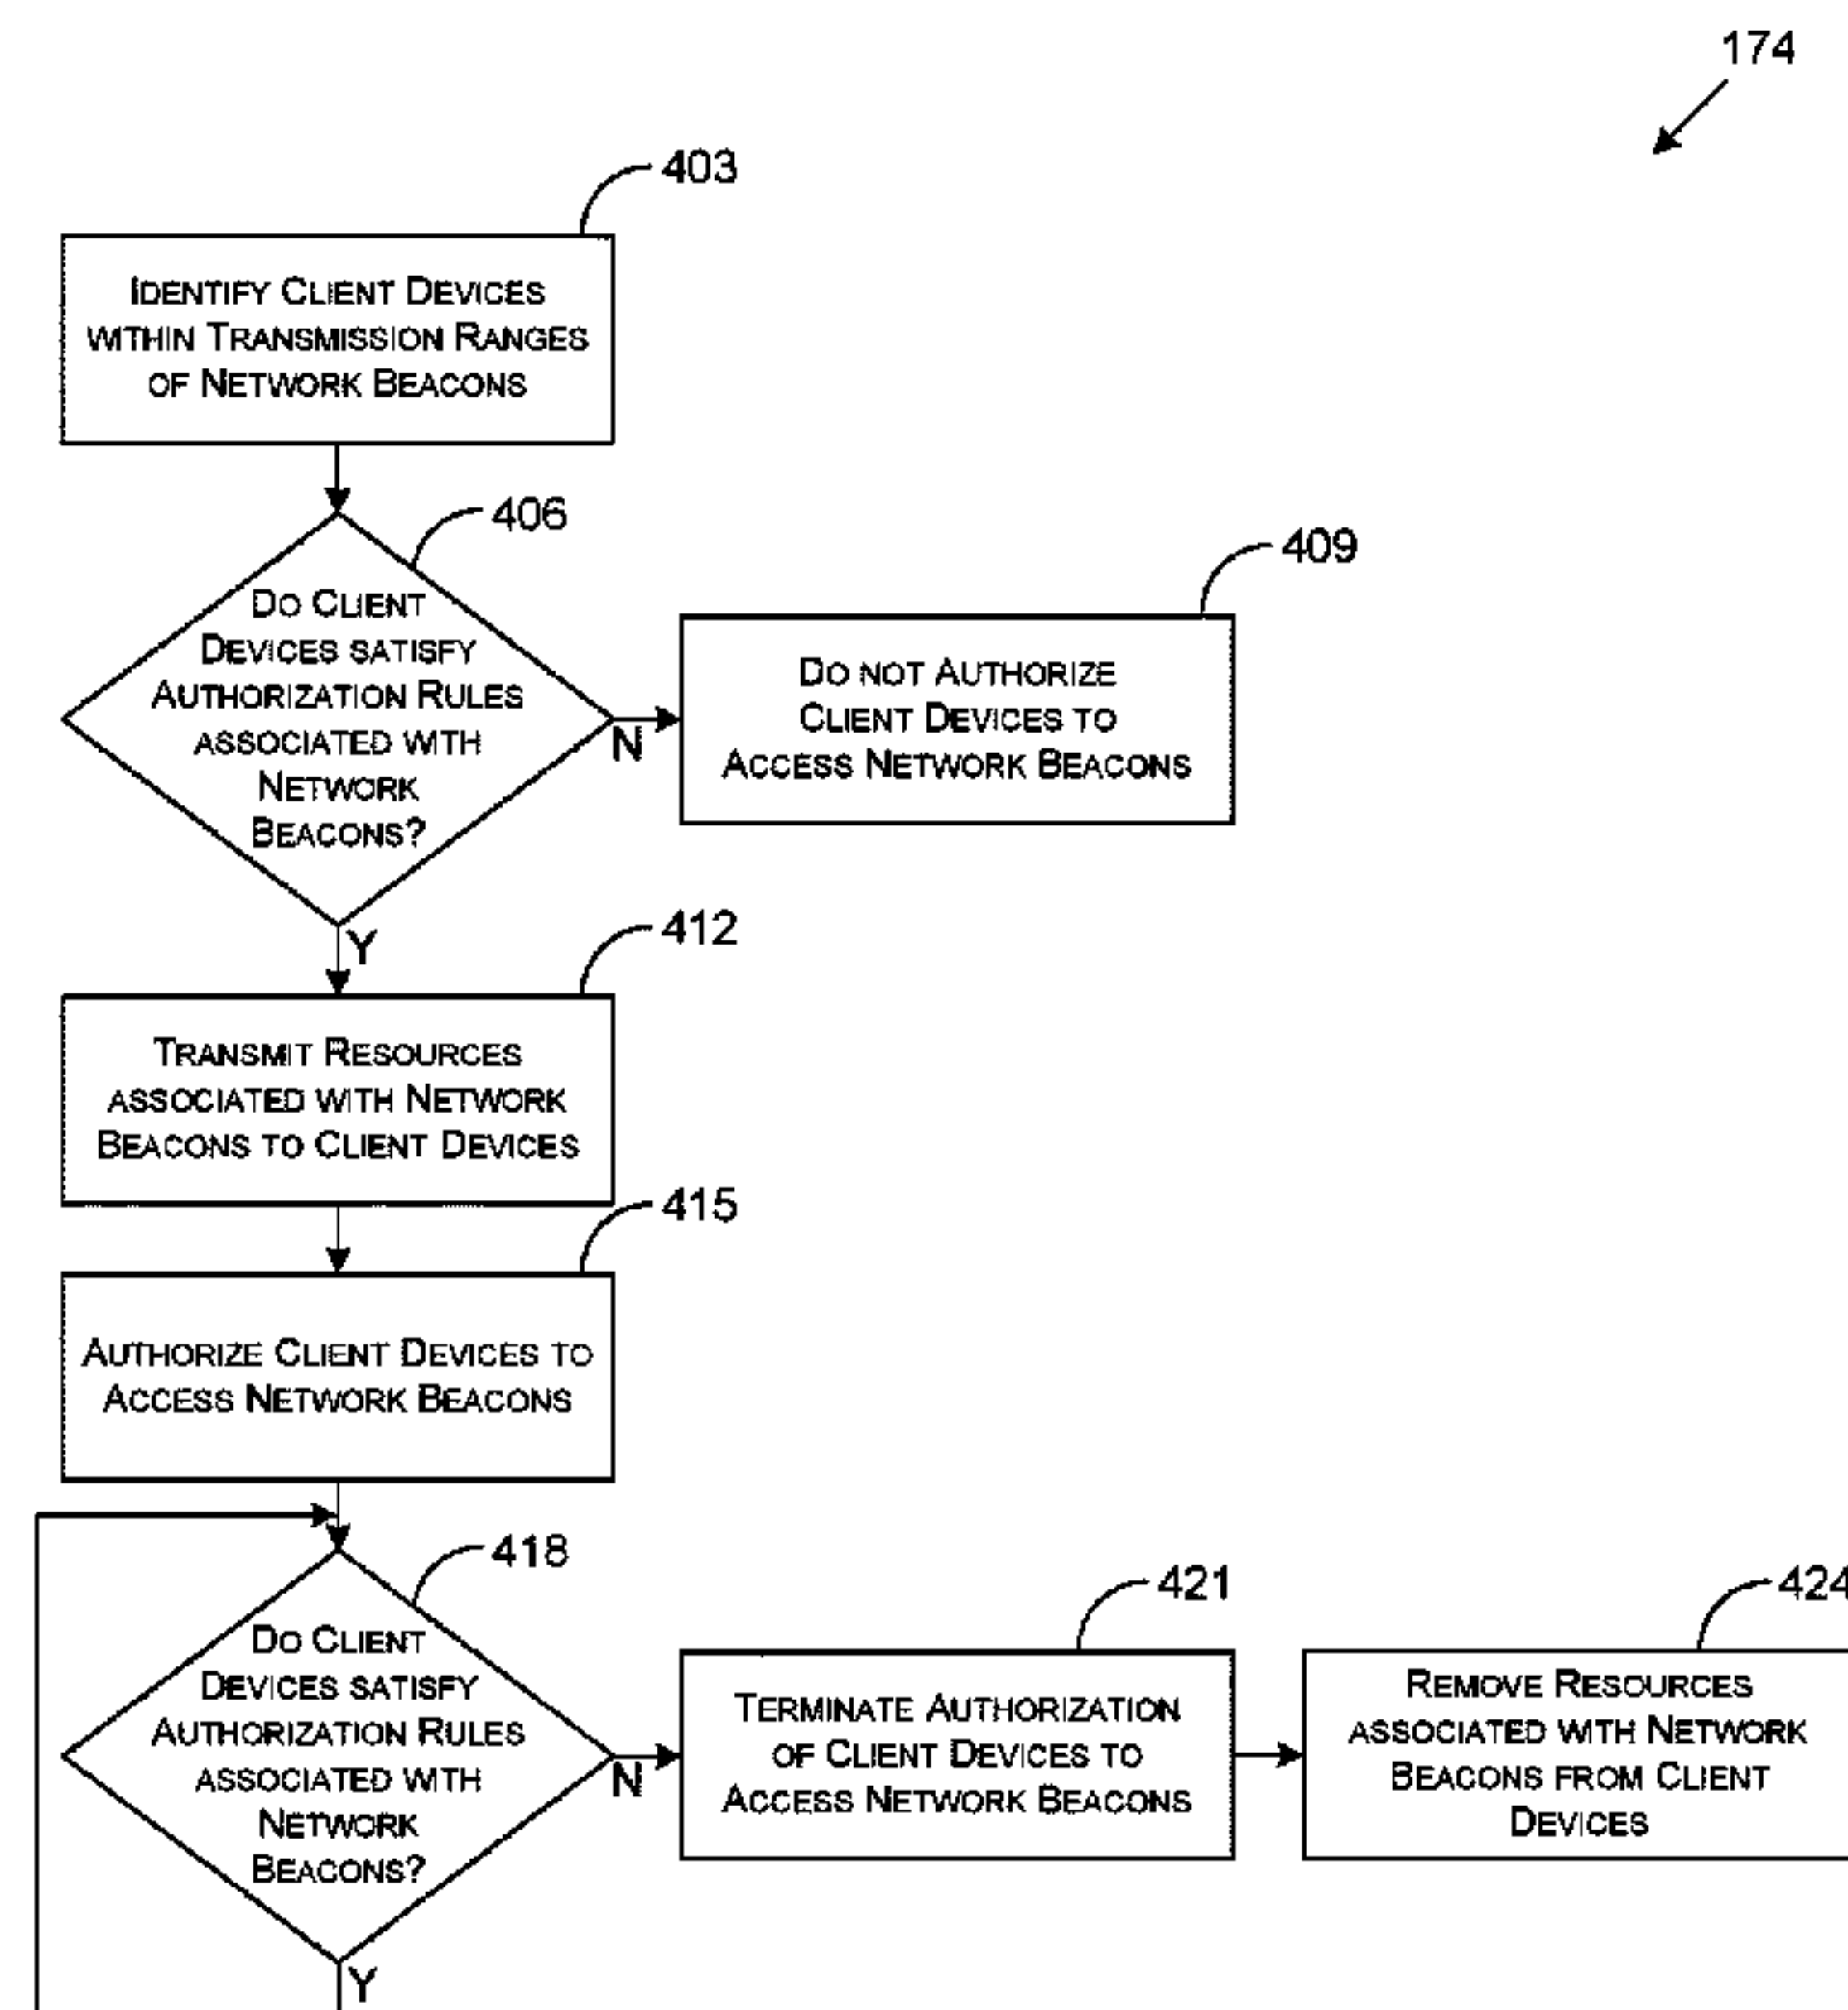 174
403
IDENTIFY CLIENT DEVICES
WITHIN TRANSMISSION RANGES
OF NETWORK BEACONS
406
DO CLIENT
DEVICES SATISFY
AUTHORIZATION RULES
ASSOCIATED WITH
NETWORK
BEACONS?
N
409
DO NOT AUTHORIZE
CLIENT DEVICES TO
ACCESS NETWORK BEACONS
Y
412
TRANSMIT RESOURCES
ASSOCIATED WITH NETWORK
BEACONS TO CLIENT DEVICES
415
AUTHORIZE CLIENT DEVICES TO
ACCESS NETWORK BEACONS
418
DO CLIENT
DEVICES SATISFY
AUTHORIZATION RULES
ASSOCIATED WITH
NETWORK
BEACONS?
N
421
TERMINATE AUTHORIZATION
OF CLIENT DEVICES TO
ACCESS NETWORK BEACONS
424
REMOVE RESOURCES
ASSOCIATED WITH NETWORK
BEACONS FROM CLIENT
DEVICES
Y